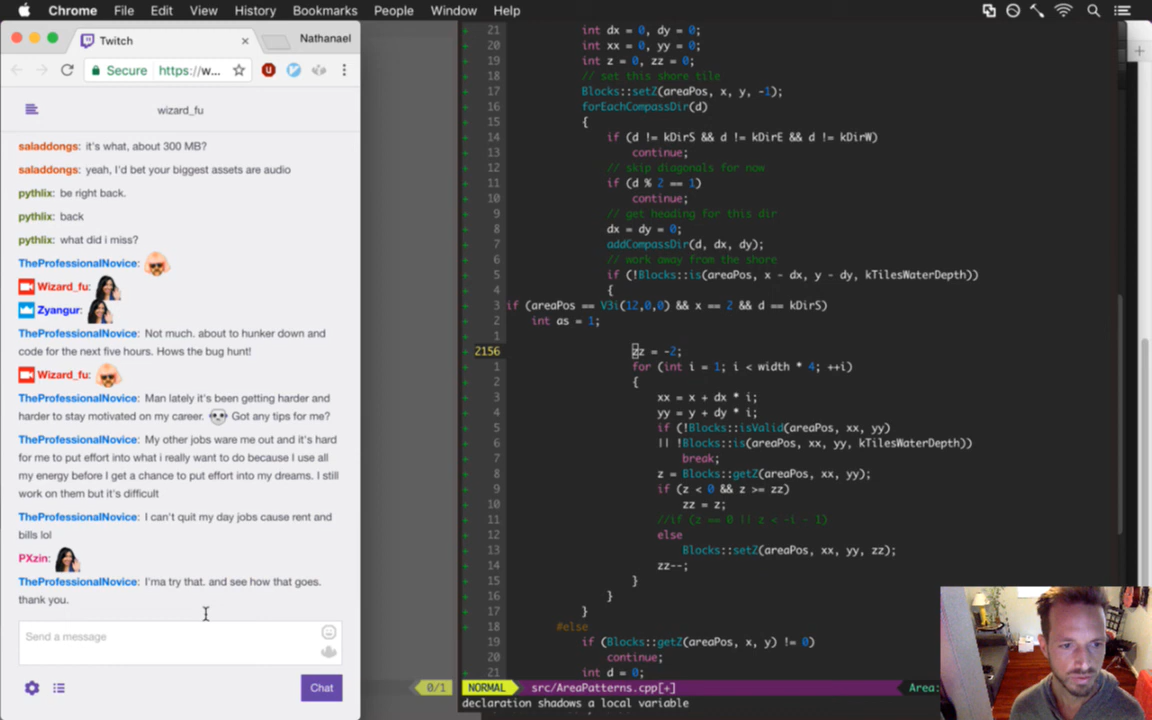 Chrome File Edit View History Bookmarks People Window Help
Twitch
Nathanael
Secure https://w...
wizard_fu
saladdongs: it's what, about 300 MB?
saladdongs: yeah, I'd bet your biggest assets are audio
pythlix: be right back.
pythlix: back
pythlix: what did i miss?
TheProfessionalNovice:
Wizard_fu:
Zyangur:
TheProfessionalNovice: Not much. about to hunker down and
code for the next five hours. Hows the bug hunt!
Wizard_fu:
TheProfessionalNovice: Man lately it's been getting harder and
harder to stay motivated on my career. Got any tips for me?
TheProfessionalNovice: My other jobs ware me out and it's hard
for me to put effort into what i really want to do because I use all
my energy before I get a chance to put effort into my dreams. I still
work on them but it's difficult
TheProfessionalNovice: I can't quit my day jobs cause rent and
bills lol
PXzin:
TheProfessionalNovice: I'ma try that. and see how that goes.
thank you.
Send a message
Chat
21 int dx = 0, dy = 0;
20 int xx = 0, yy = 0;
19 int z = 0, zz = 0;
18 // set this shore tile
17 Blocks::setZ(areaPos, x, y, -1);
16 forEachCompassDir(d)
15 {
14 if (d != kDirS && d != kDirE && d != kDirW)
13 continue;
12 // skip diagonals for now
11 if (d % 2 == 1)
10 continue;
9 // get heading for this dir
8 dx = dy = 0;
7 addCompassDir(d, dx, dy);
6 // work away from the shore
5 if (!Blocks::is(areaPos, x - dx, y - dy, kTilesWaterDepth))
4 {
3 if (areaPos == V3i(12,0,0) && x == 2 && d == kDirS)
2 int as = 1;
1
2156 zz = -2;
1 for (int i = 1; i < width * 4; ++i)
2 {
3 xx = x + dx * i;
4 yy = y + dy * i;
5 if (!Blocks::isValid(areaPos, xx, yy)
6 || !Blocks::is(areaPos, xx, yy, kTilesWaterDepth))
7 break;
8 z = Blocks::getZ(areaPos, xx, yy);
9 if (z < 0 && z >= zz)
10 zz = z;
11 //if (z == 0 || z < -i - 1)
12 else
13 Blocks::setZ(areaPos, xx, yy, zz);
14 zz--;
15 }
16 }
17 }
18 #else
19 if (Blocks::getZ(areaPos, x, y) != 0)
20 continue;
21 int d = 0;
0/1 NORMAL src/AreaPatterns.cpp[+] Area:
declaration shadows a local variable